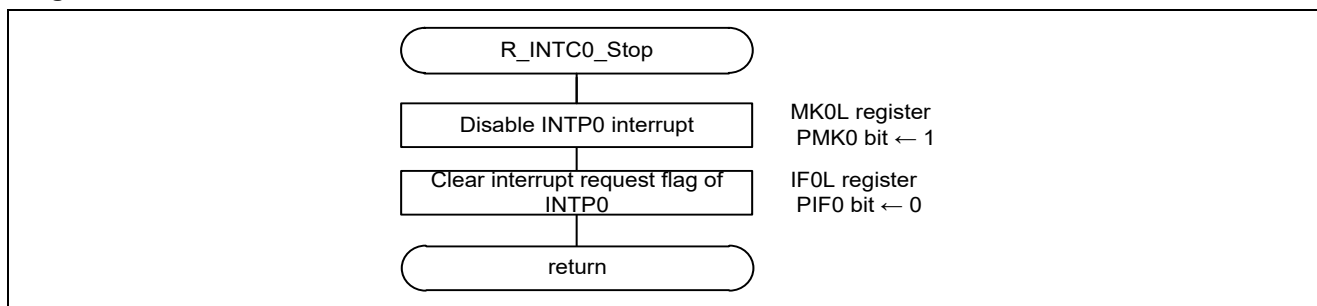 R_INTC0_Stop
Disable INTP0 interrupt
MK0L register
PMK0 bit ← 1
Clear interrupt request flag of
INTP0
IF0L register
PIF0 bit ← 0
return